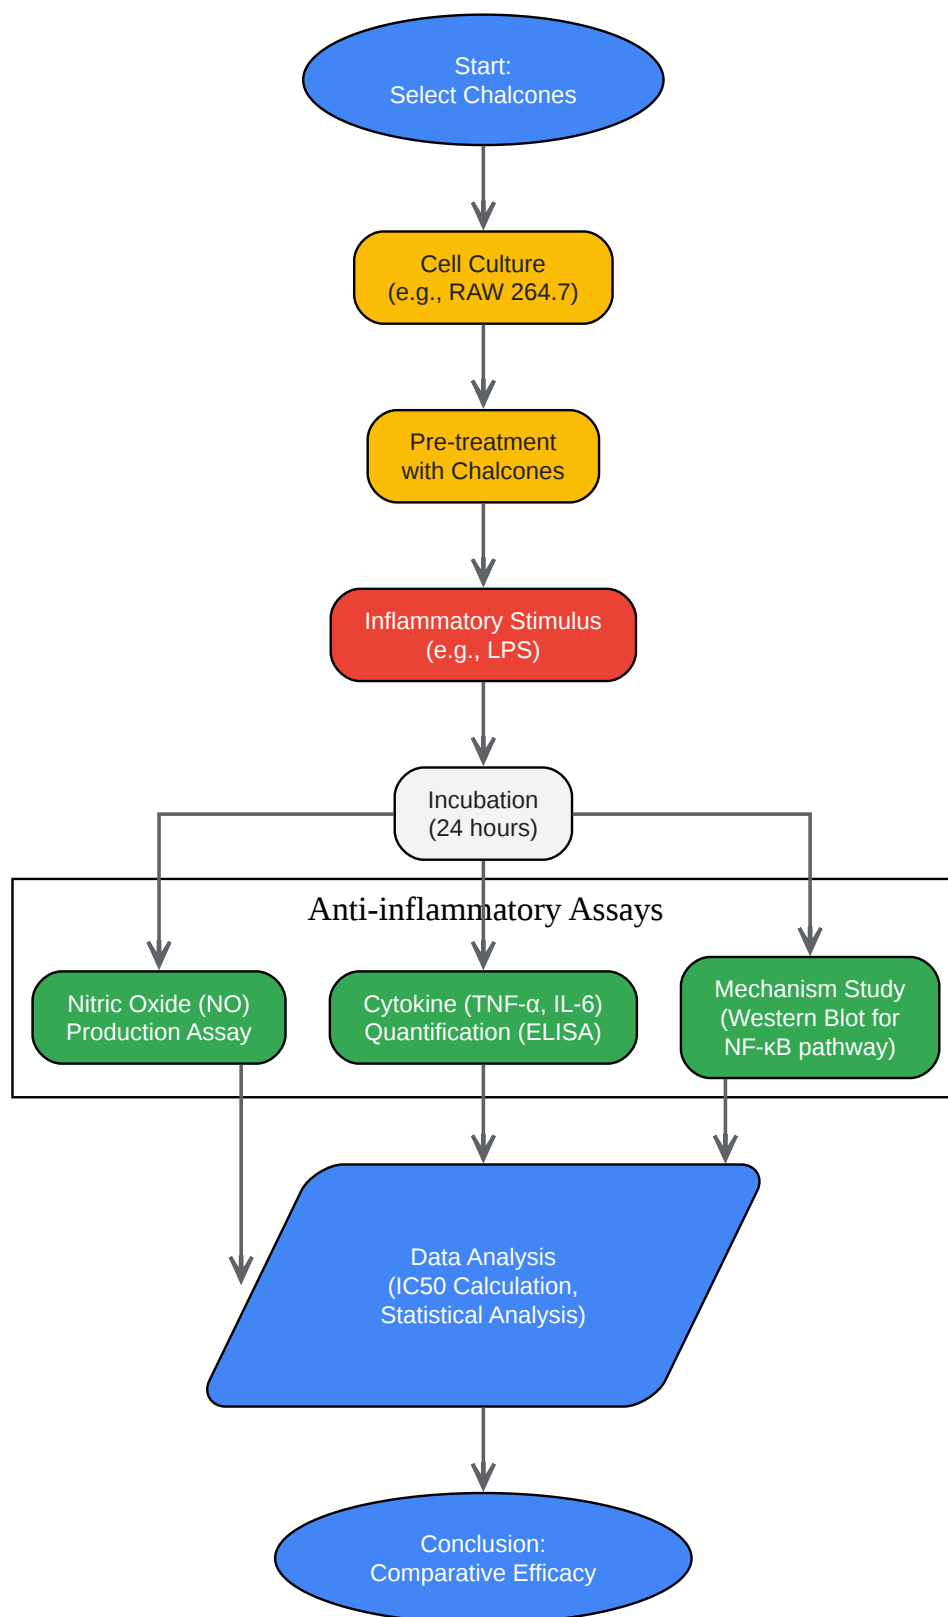 Start:
Select Chalcones
Cell Culture
(e.g., RAW 264.7)
Pre-treatment
with Chalcones
Inflammatory Stimulus
(e.g., LPS)
Incubation
(24 hours)
Anti-inflammatory Assays
Nitric Oxide (NO)
Production Assay
Cytokine (TNF-α, IL-6)
Quantification (ELISA)
Mechanism Study
(Western Blot for
NF-κB pathway)
Data Analysis
(IC50 Calculation,
Statistical Analysis)
Conclusion:
Comparative Efficacy